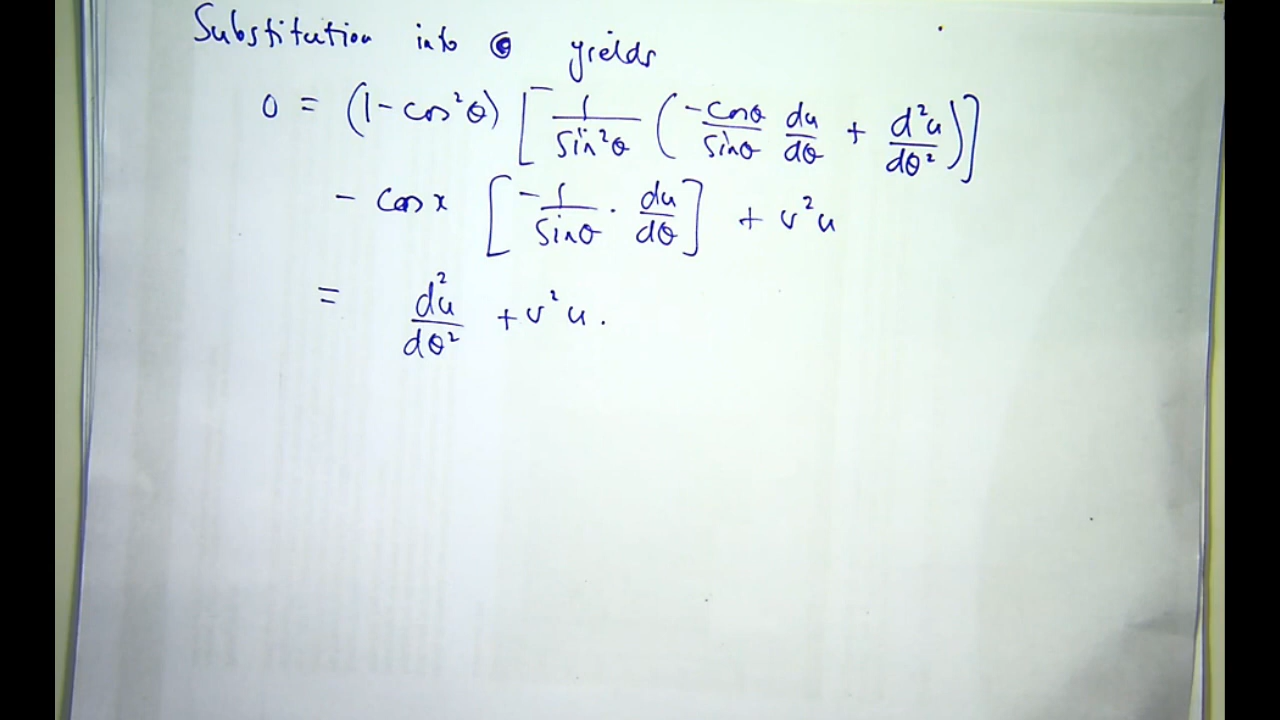 Substitution into © yields
0 = (1 - cos²θ) [ 1/sin²θ ( -cosθ/sinθ du/dθ + d²u/dθ² ) ]
- cos x [ -1/sinθ · du/dθ ] + v²u
= d²u/dθ² + v²u.